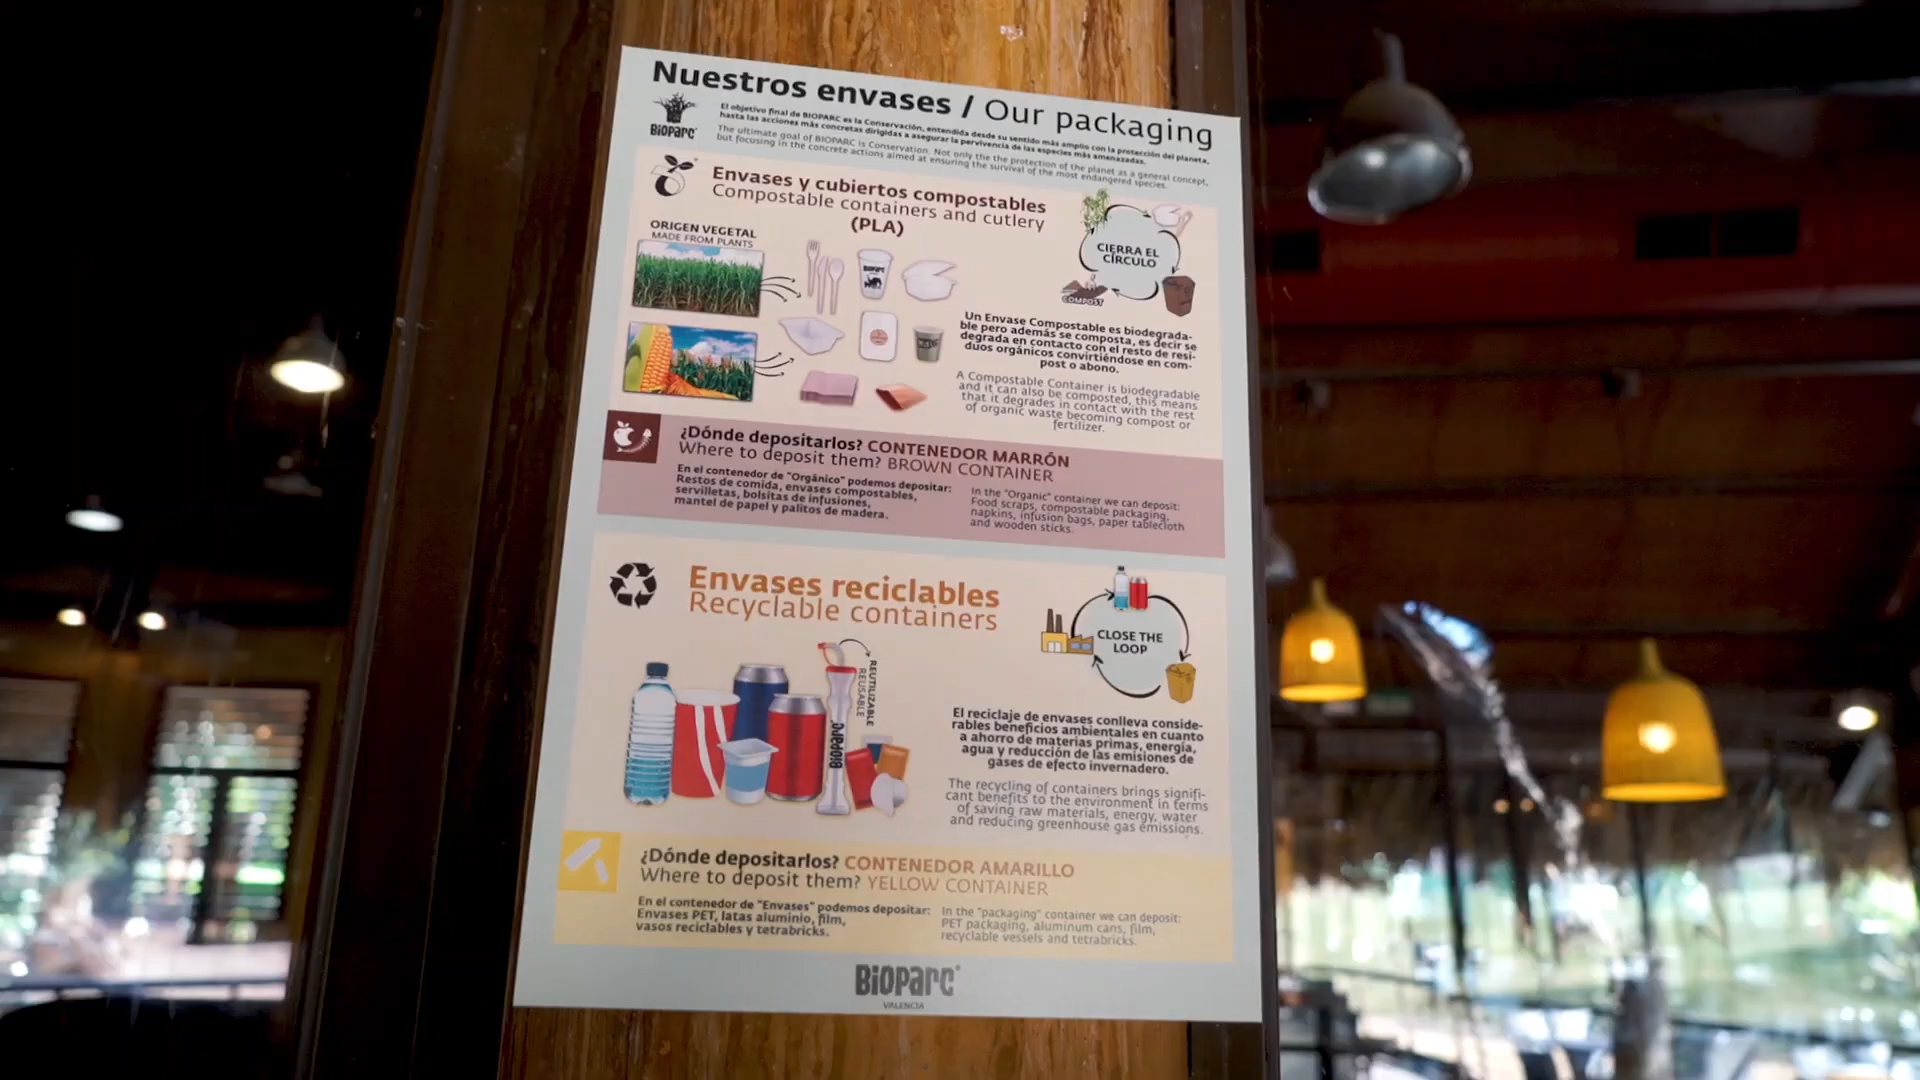 Nuestros envases / Our packaging
BIOPARC
El objetivo final de BIOPARC es la Conservación, entendida desde su sentido más amplio con la protección del planeta,
hasta las acciones más concretas dirigidas a asegurar la pervivencia de las especies más amenazadas.
The ultimate goal of BIOPARC is Conservation. Not only the the protection of the planet as a general concept,
but focusing in the concrete actions aimed at ensuring the survival of the most endangered species.
Envases y cubiertos compostables
Compostable containers and cutlery
(PLA)
ORIGEN VEGETAL
MADE FROM PLANTS
BIOPARC
CIERRA EL
CÍRCULO
COMPOST
Un Envase Compostable es biodegrada-
ble pero además se composta, es decir se
degrada en contacto con el resto de resi-
duos orgánicos convirtiéndose en com-
post o abono.
A Compostable Container is biodegradable
and it can also be composted, this means
that it degrades in contact with the rest
of organic waste becoming compost or
fertilizer.
¿Dónde depositarlos? CONTENEDOR MARRÓN
Where to deposit them? BROWN CONTAINER
En el contenedor de "Orgánico" podemos depositar:
Restos de comida, envases compostables,
servilletas, bolsitas de infusiones,
mantel de papel y palitos de madera.
In the "Organic" container we can deposit:
Food scraps, compostable packaging,
napkins, infusion bags, paper tablecloth
and wooden sticks.
Envases reciclables
Recyclable containers
CLOSE THE
LOOP
REUTILIZABLE
REUSABLE
BIOPARC
El reciclaje de envases conlleva conside-
rables beneficios ambientales en cuanto
a ahorro de materias primas, energía,
agua y reducción de las emisiones de
gases de efecto invernadero.
The recycling of containers brings signifi-
cant benefits to the environment in terms
of saving raw materials, energy, water
and reducing greenhouse gas emissions.
¿Dónde depositarlos? CONTENEDOR AMARILLO
Where to deposit them? YELLOW CONTAINER
En el contenedor de "Envases" podemos depositar:
Envases PET, latas aluminio, film,
vasos reciclables y tetrabricks.
In the "packaging" container we can deposit:
PET packaging, aluminum cans, film,
recyclable vessels and tetrabricks.
BIOPARC
VALENCIA